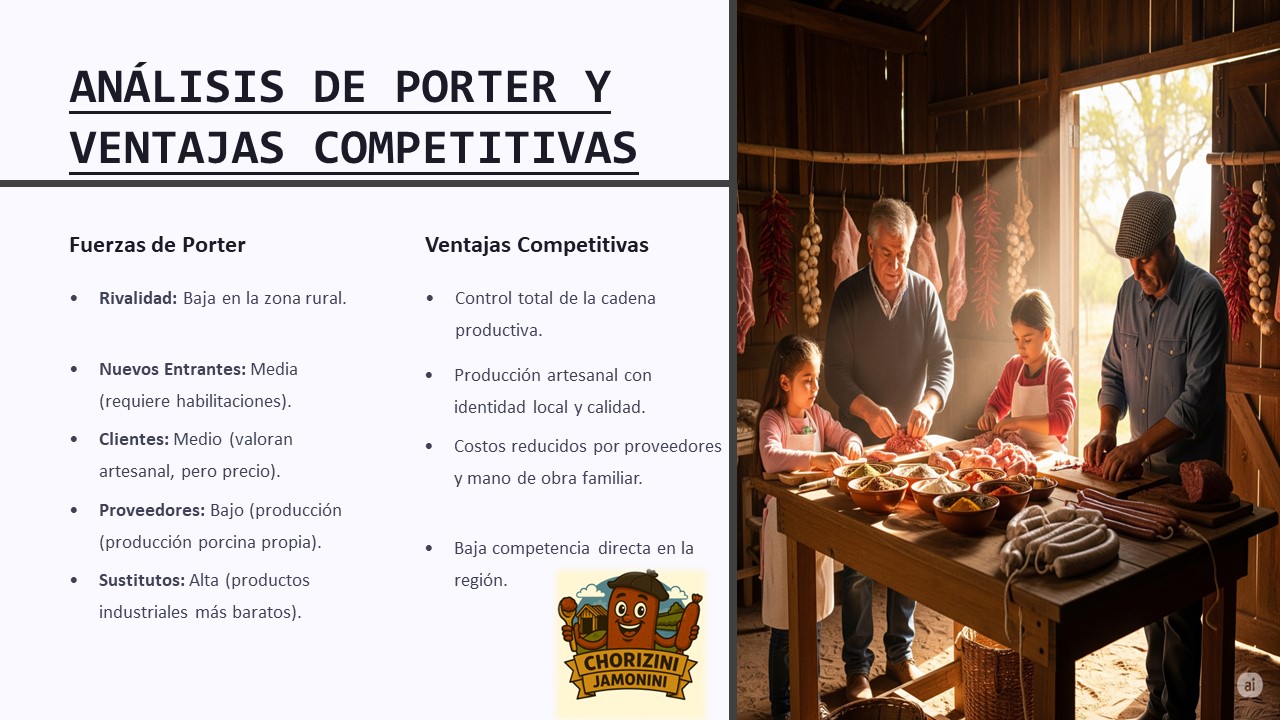 ANÁLISIS DE PORTER Y
VENTAJAS COMPETITIVAS
Fuerzas de Porter
• Rivalidad: Baja en la zona rural.
• Nuevos Entrantes: Media
(requiere habilitaciones).
• Clientes: Medio (valoran
artesanal, pero precio).
• Proveedores: Bajo (producción
(producción porcina propia).
• Sustitutos: Alta (productos
industriales más baratos).
Ventajas Competitivas
• Control total de la cadena
productiva.
• Producción artesanal con
identidad local y calidad.
• Costos reducidos por proveedores
y mano de obra familiar.
• Baja competencia directa en la
región.
CHORIZINI
JAMONINI
ai